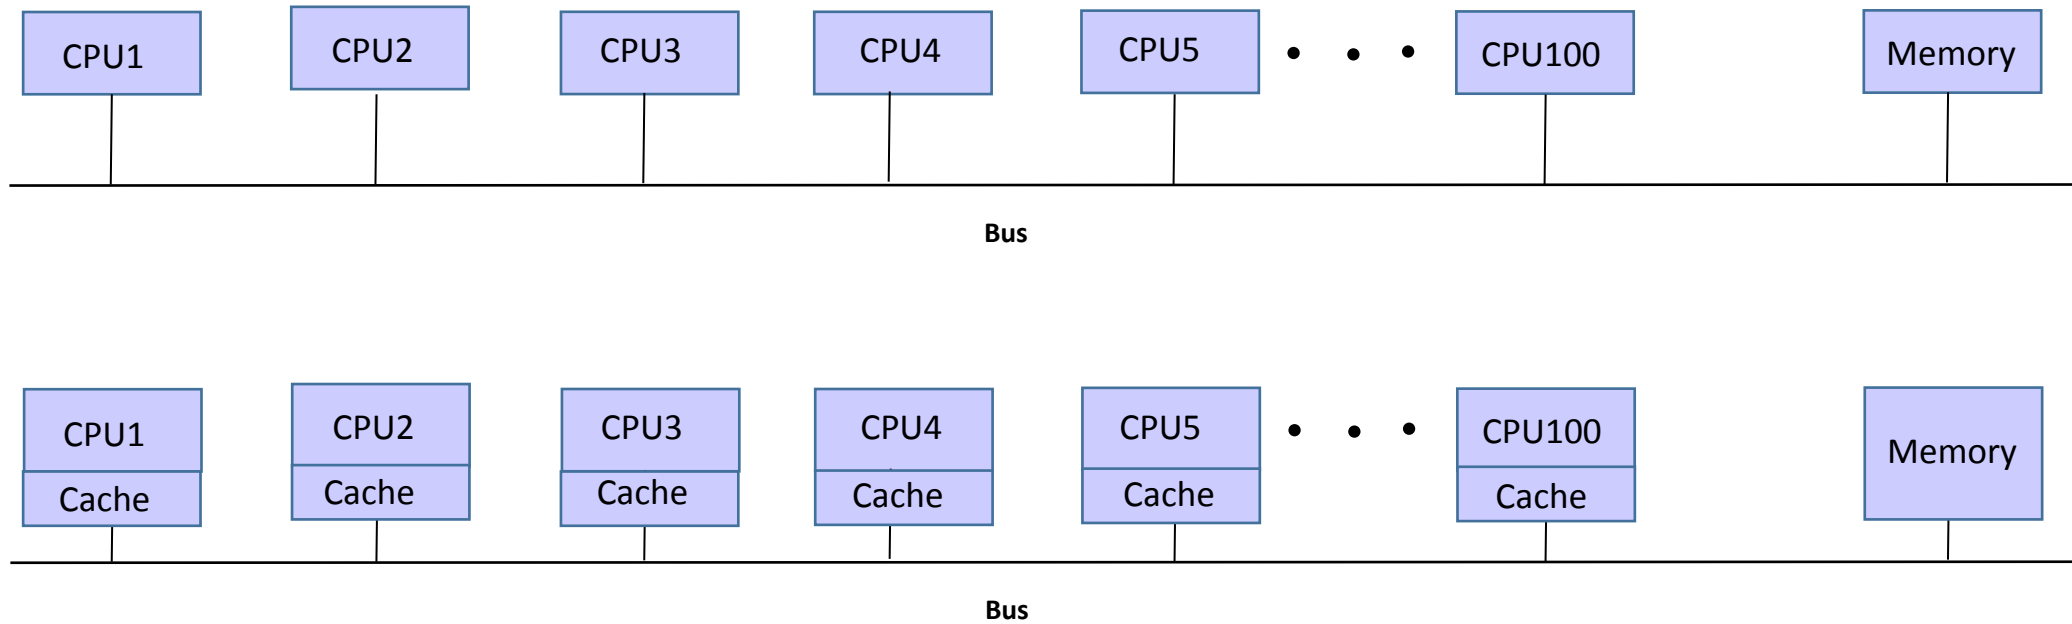 CPU1 CPU2 CPU3 CPU4 CPU5 CPU100 Memory
Bus
CPU1 CPU2 CPU3 CPU4 CPU5 CPU100 Memory
Cache Cache Cache Cache Cache Cache
Bus